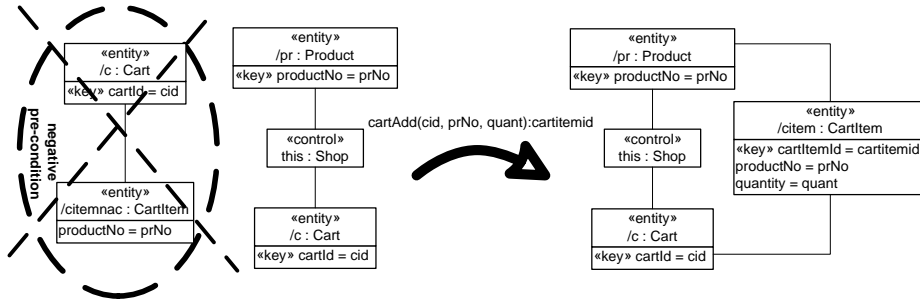 «entity»
/c : Cart
«key» cartId = cid
negative
pre-condition
«entity»
/citemnac : CartItem
productNo = prNo
«entity»
/pr : Product
«key» productNo = prNo
«control»
this : Shop
«entity»
/c : Cart
«key» cartId = cid
cartAdd(cid, prNo, quant):cartitemid
«entity»
/pr : Product
«key» productNo = prNo
«control»
this : Shop
«entity»
/c : Cart
«key» cartId = cid
«entity»
/citem : CartItem
«key» cartItemId = cartitemid
productNo = prNo
quantity = quant